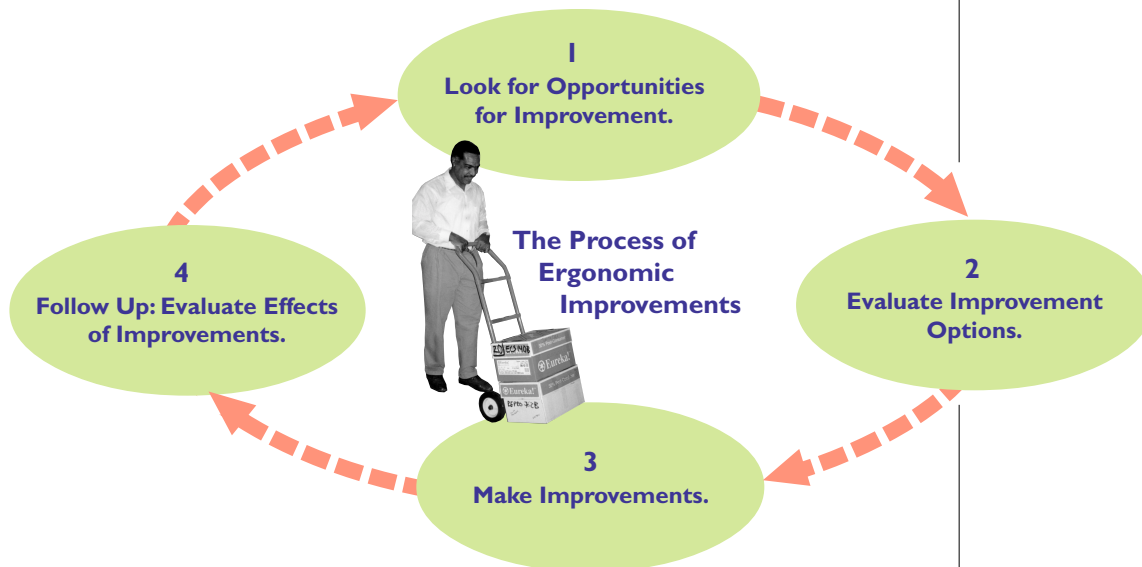 1
Look for Opportunities
for Improvement.
The Process of
Ergonomic
Improvements
2
Evaluate Improvement
Options.
3
Make Improvements.
4
Follow Up: Evaluate Effects
of Improvements.
Eureka!
Eureka!